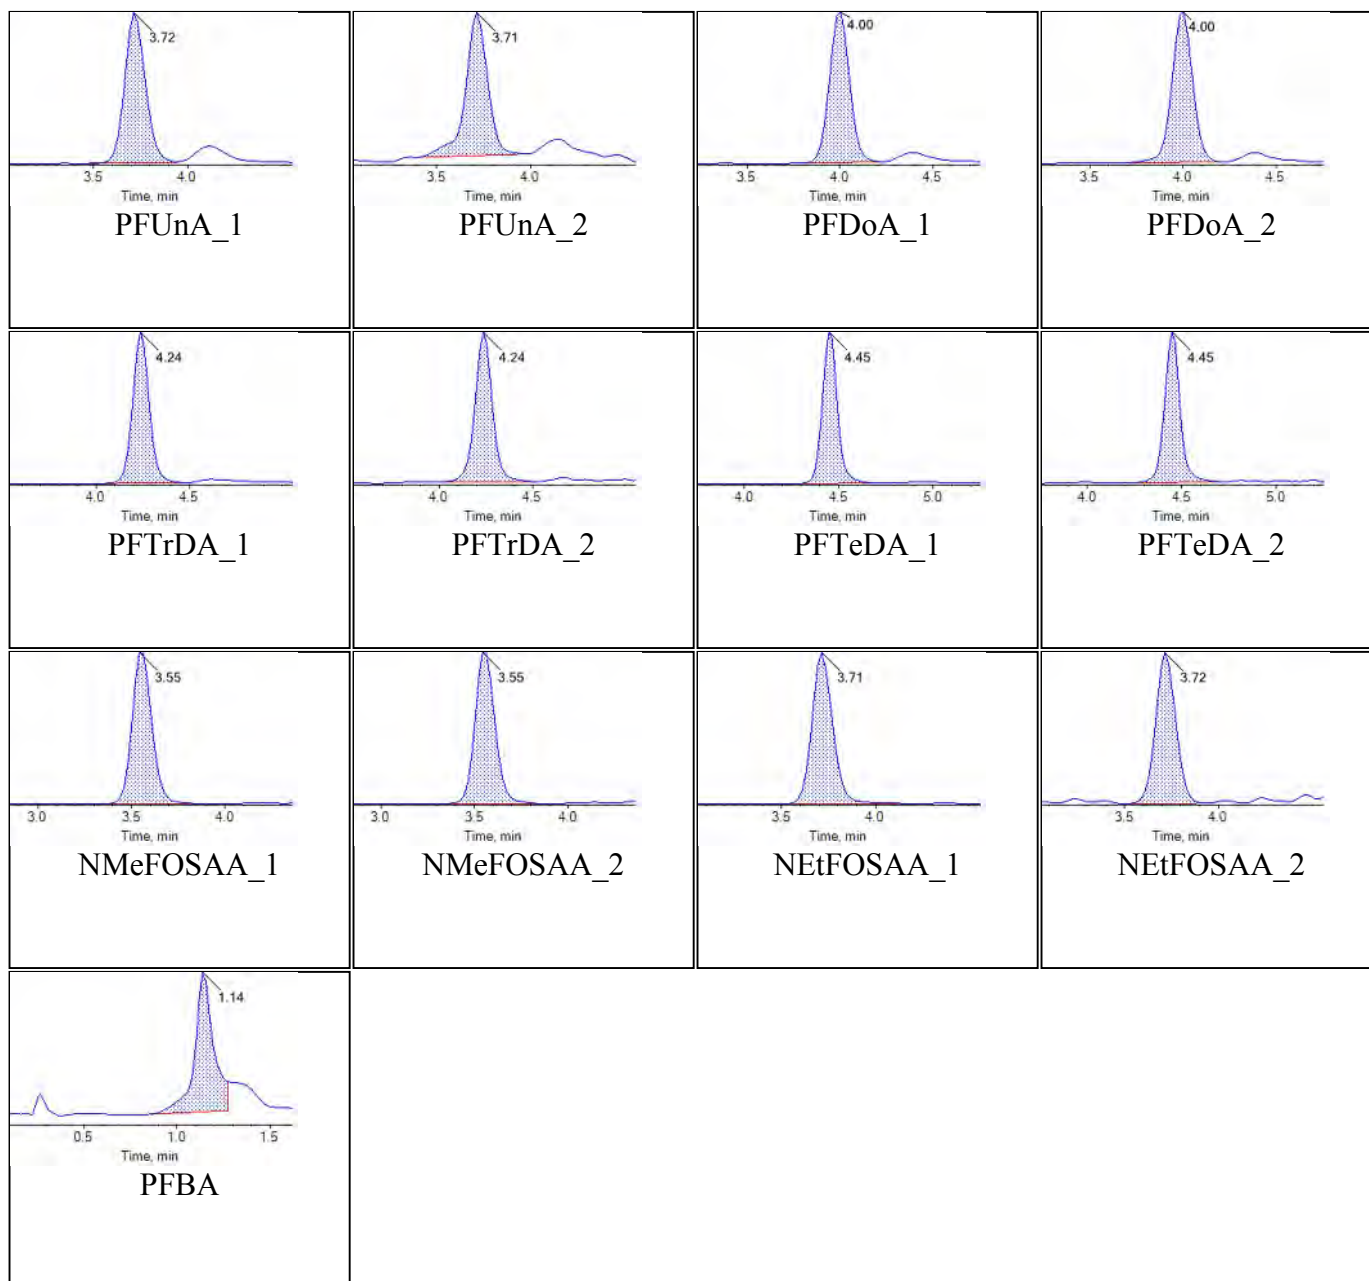 3.72
3.5 4.0
Time, min
PFUnA_1
3.71
3.5 4.0
Time, min
PFUnA_2
4.00
3.5 4.0 4.5
Time, min
PFDoA_1
4.00
3.5 4.0 4.5
Time, min
PFDoA_2
4.24
4.0 4.5
Time, min
PFTrDA_1
4.24
4.0 4.5
Time, min
PFTrDA_2
4.45
4.0 4.5 5.0
Time, min
PFTeDA_1
4.45
4.0 4.5 5.0
Time, min
PFTeDA_2
3.55
3.0 3.5 4.0
Time, min
NMeFOSAA_1
3.55
3.0 3.5 4.0
Time, min
NMeFOSAA_2
3.71
3.5 4.0
Time, min
NEtFOSAA_1
3.72
3.5 4.0
Time, min
NEtFOSAA_2
1.14
0.5 1.0 1.5
Time, min
PFBA